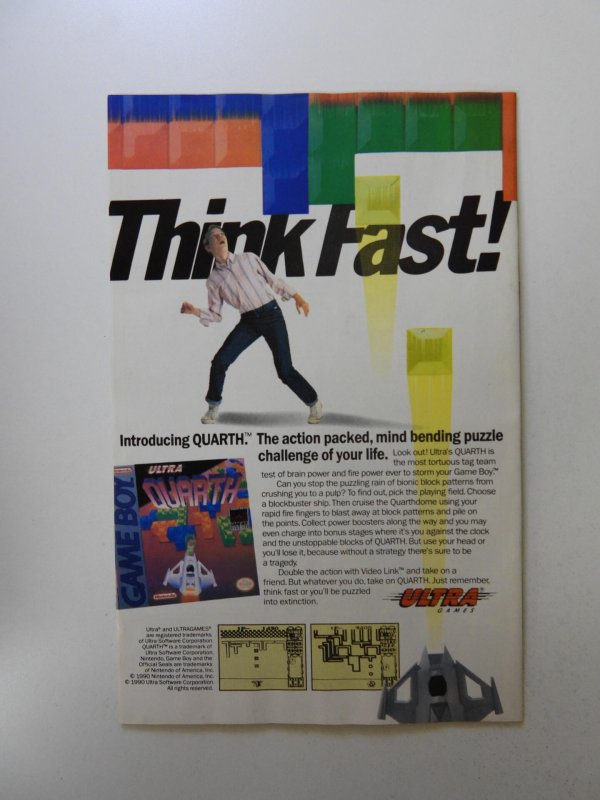 Think Fast!
Introducing QUARTH.™ The action packed, mind bending puzzle
challenge of your life. Look out! Ultra's QUARTH is
the most tortuous tag team
test of brain power and fire power ever to storm your Game Boy.™
Can you stop the puzzling rain of bionic block patterns from
crushing you to a pulp? To find out, pick the playing field. Choose
a blockbuster ship. Then cruise the Quarthdome using your
rapid fire fingers to blast away at block patterns and pile on
the points. Collect power boosters along the way and you may
even charge into bonus stages where it's you against the clock
and the unstoppable blocks of QUARTH. But use your head or
you'll lose it, because without a strategy there's sure to be
a tragedy.
Double the action with Video Link™ and take on a
friend. But whatever you do, take on QUARTH. Just remember,
think fast or you'll be puzzled
into extinction.
GAME BOY
ULTRA
QUARTH
Nintendo
ULTRA
GAMES
Ultra® and ULTRAGAMES®
are registered trademarks
of Ultra Software Corporation.
QUARTH™ is a trademark of
Ultra Software Corporation.
Nintendo, Game Boy and the
Official Seals are trademarks
of Nintendo of America, Inc.
© 1990 Nintendo of America, Inc.
© 1990 Ultra Software Corporation.
All rights reserved.